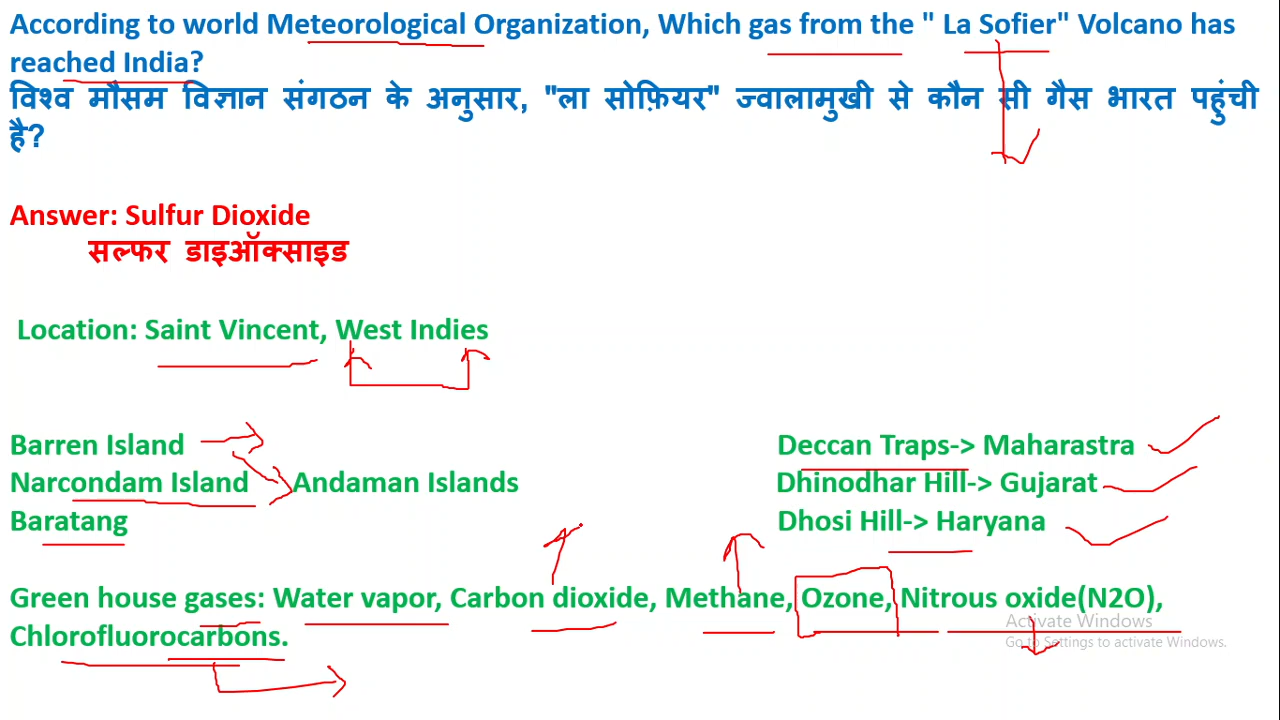 According to world Meteorological Organization, Which gas from the " La Sofier" Volcano has
reached India?
विश्व मौसम विज्ञान संगठन के अनुसार, "ला सोफ़ियर" ज्वालामुखी से कौन सी गैस भारत पहुंची
है?
Answer: Sulfur Dioxide
सल्फर डाइऑक्साइड
Location: Saint Vincent, West Indies
Barren Island
Narcondam Island
Baratang
Andaman Islands
Deccan Traps-> Maharastra
Dhinodhar Hill-> Gujarat
Dhosi Hill-> Haryana
Green house gases: Water vapor, Carbon dioxide, Methane, Ozone, Nitrous oxide(N2O),
Chlorofluorocarbons.
Activate Windows
Go to Settings to activate Windows.